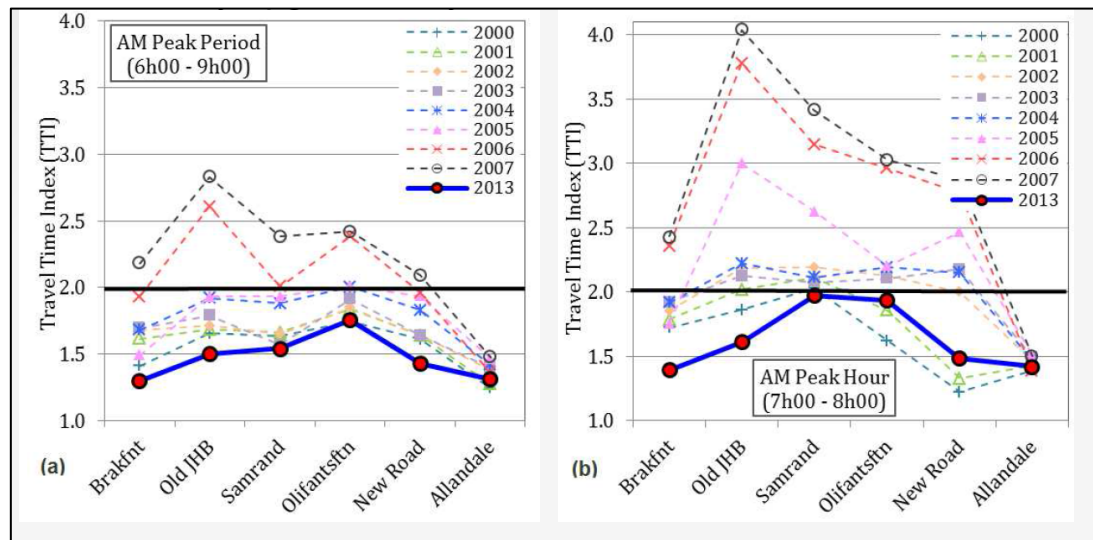 4.0
3.5
3.0
2.5
2.0
1.5
1.0
Travel Time Index (TTI)
AM Peak Period
(6h00 - 9h00)
2000
2001
2002
2003
2004
2005
2006
2007
2013
Brakfnt
Old JHB
Samrand
Olifantsftn
New Road
Allandale
(a)
4.0
3.5
3.0
2.5
2.0
1.5
1.0
Travel Time Index (TTI)
2000
2001
2002
2003
2004
2005
2006
2007
2013
AM Peak Hour
(7h00 - 8h00)
Brakfnt
Old JHB
Samrand
Olifantsftn
New Road
Allandale
(b)